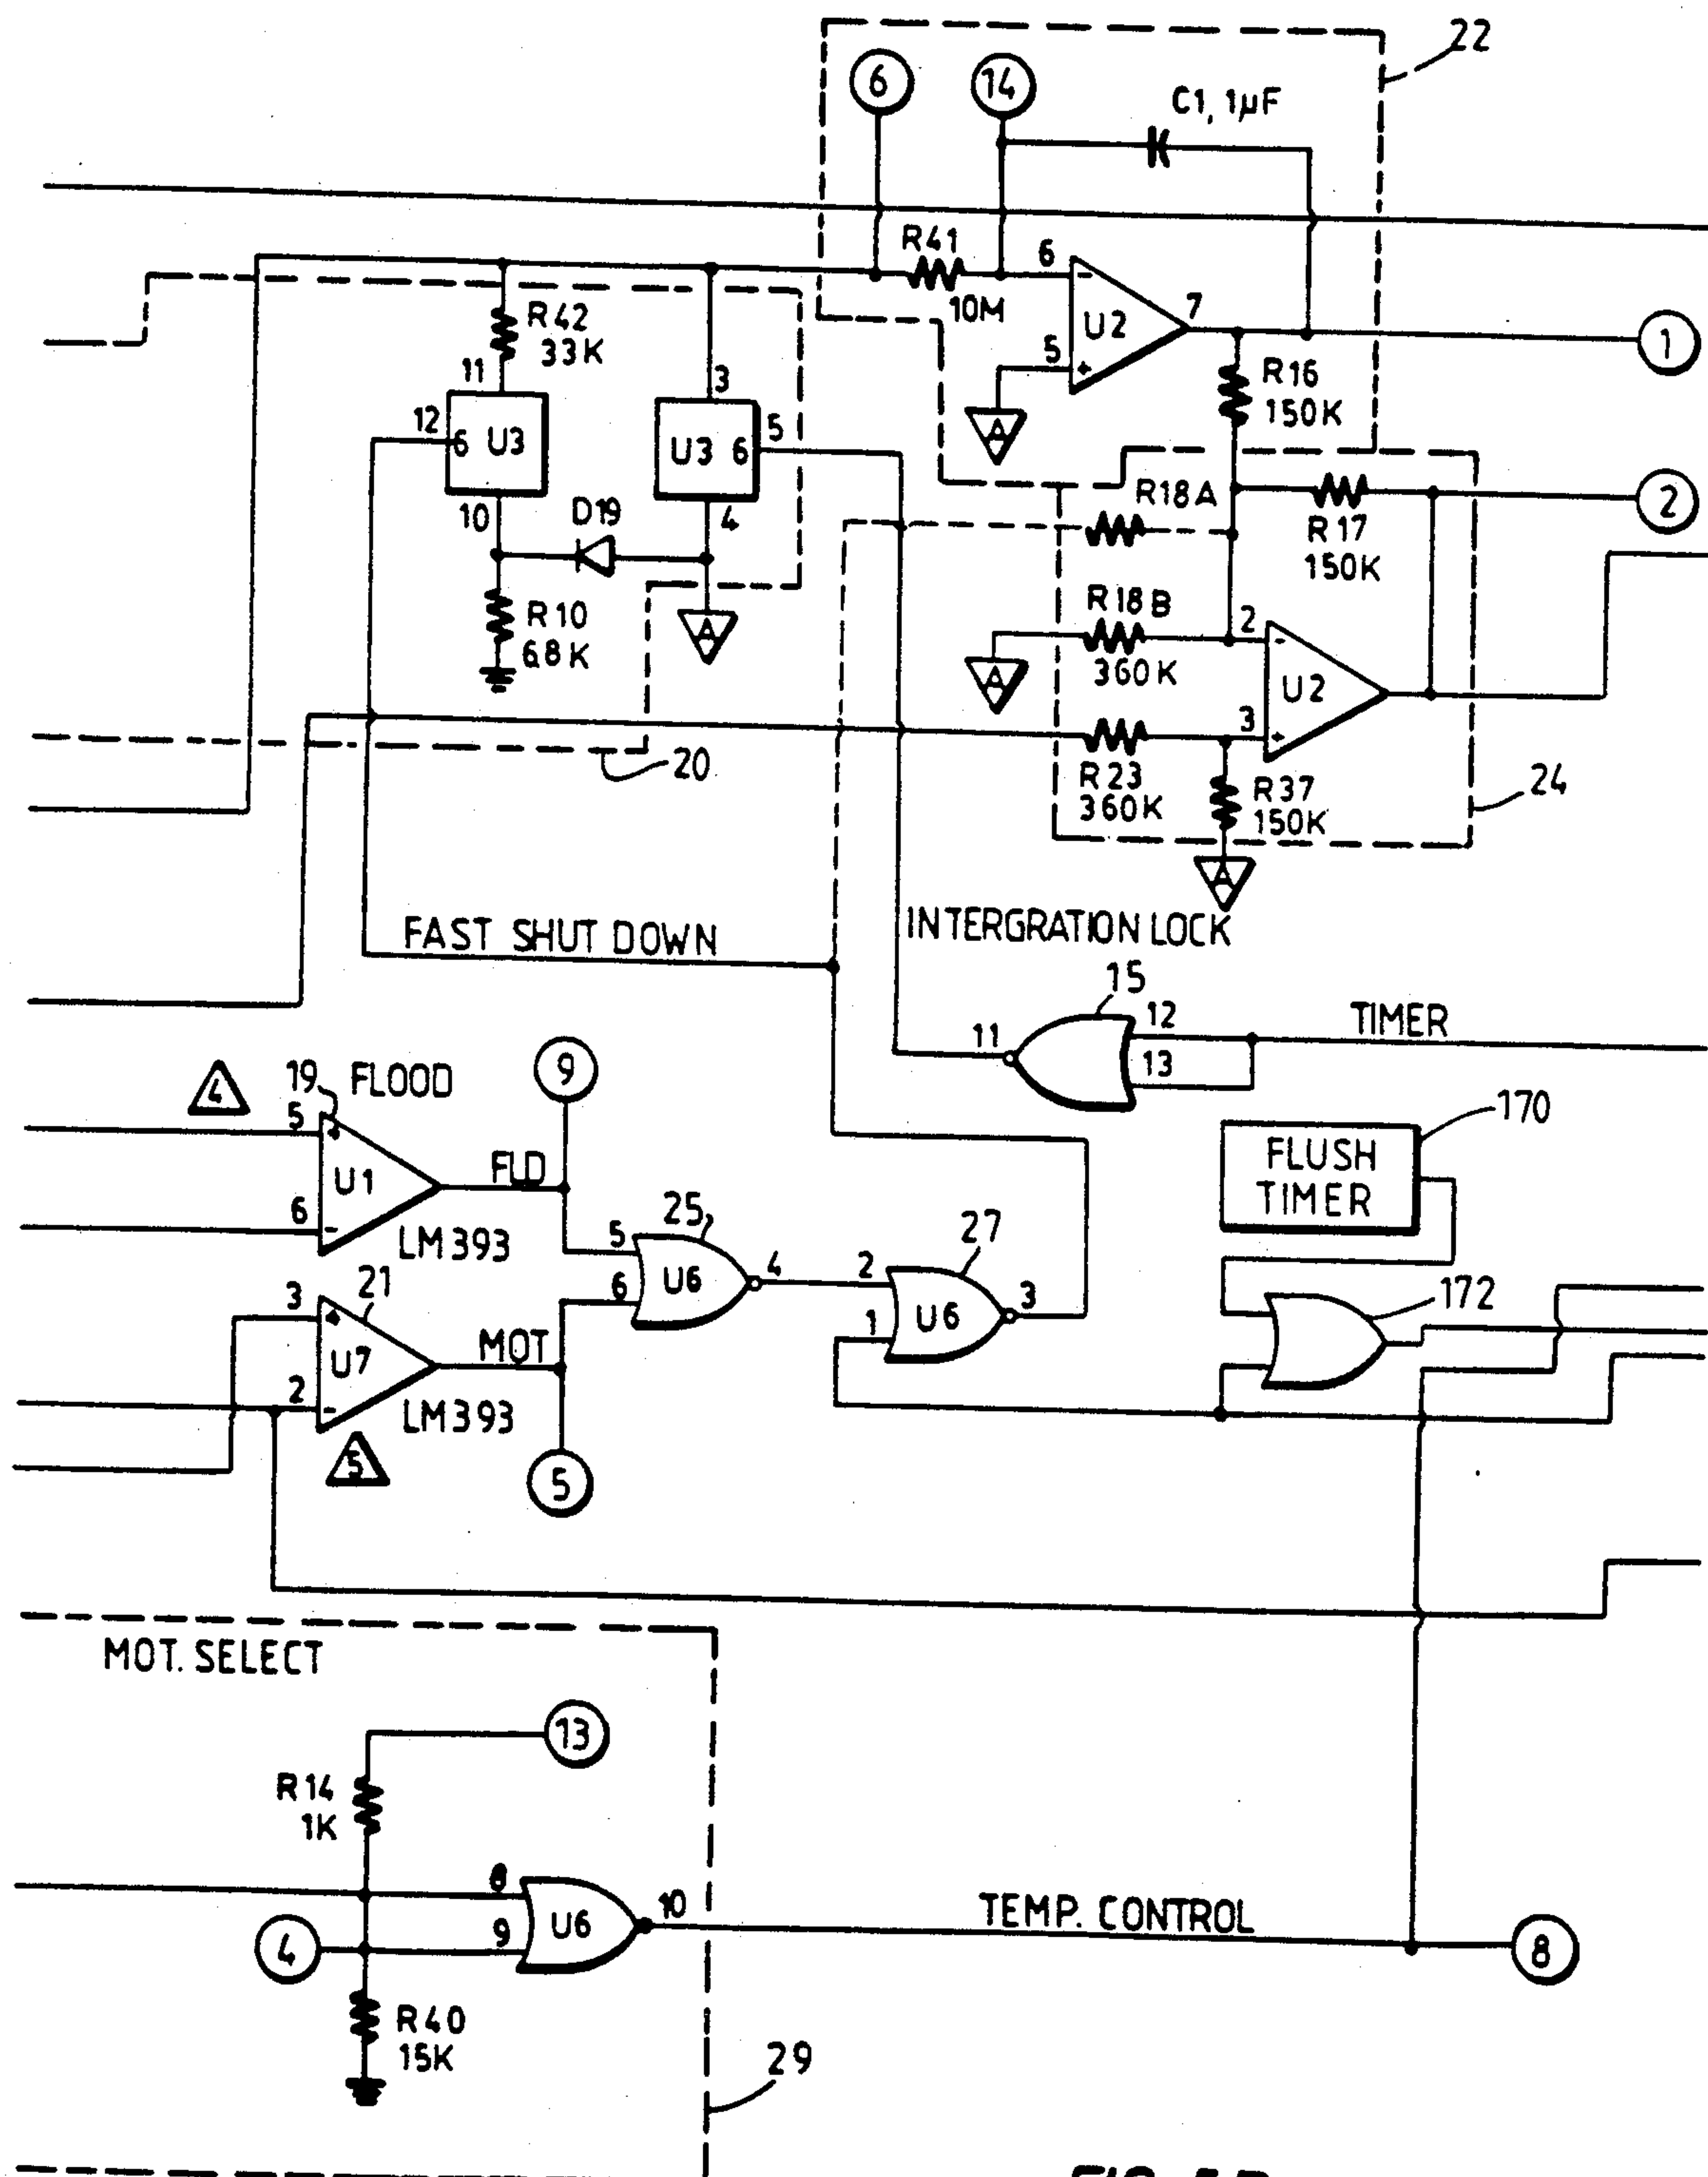 22
6
14
C1, 1µF
R41
10M
6
5
U2
7
1
R42
33K
11
12
6 U3
10
3
U3 6
5
4
D19
R10
68K
R16
150K
R18A
R17
150K
2
R18B
360K
2
3
U2
R23
360K
R37
150K
A
A
A
A
20
24
FAST SHUT DOWN
INTERGRATION LOCK
15
11
12
13
TIMER
4
19
FLOOD
9
5
6
U1
FLD
LM393
21
3
2
U7
MOT
LM393
5
5
25
5
6
U6
4
27
2
1
U6
3
170
FLUSH
TIMER
172
MOT. SELECT
13
R14
1K
8
9
U6
10
4
TEMP. CONTROL
8
R40
15K
29